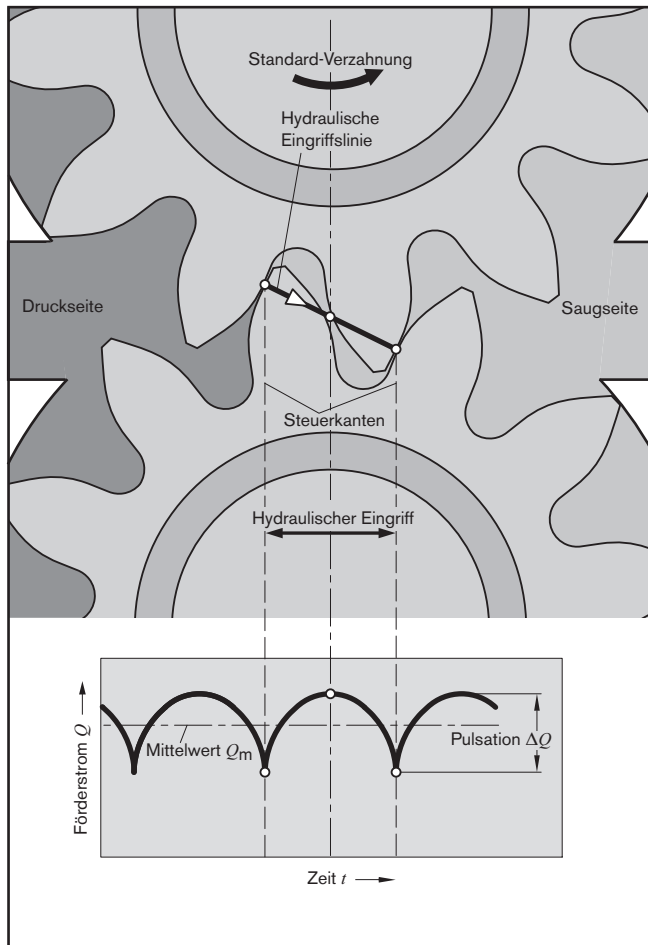 Standard-Verzahnung
Hydraulische
Eingriffslinie
Druckseite
Saugseite
Steuerkanten
Hydraulischer Eingriff
Förderstrom Q
Mittelwert Qm
Pulsation ΔQ
Zeit t